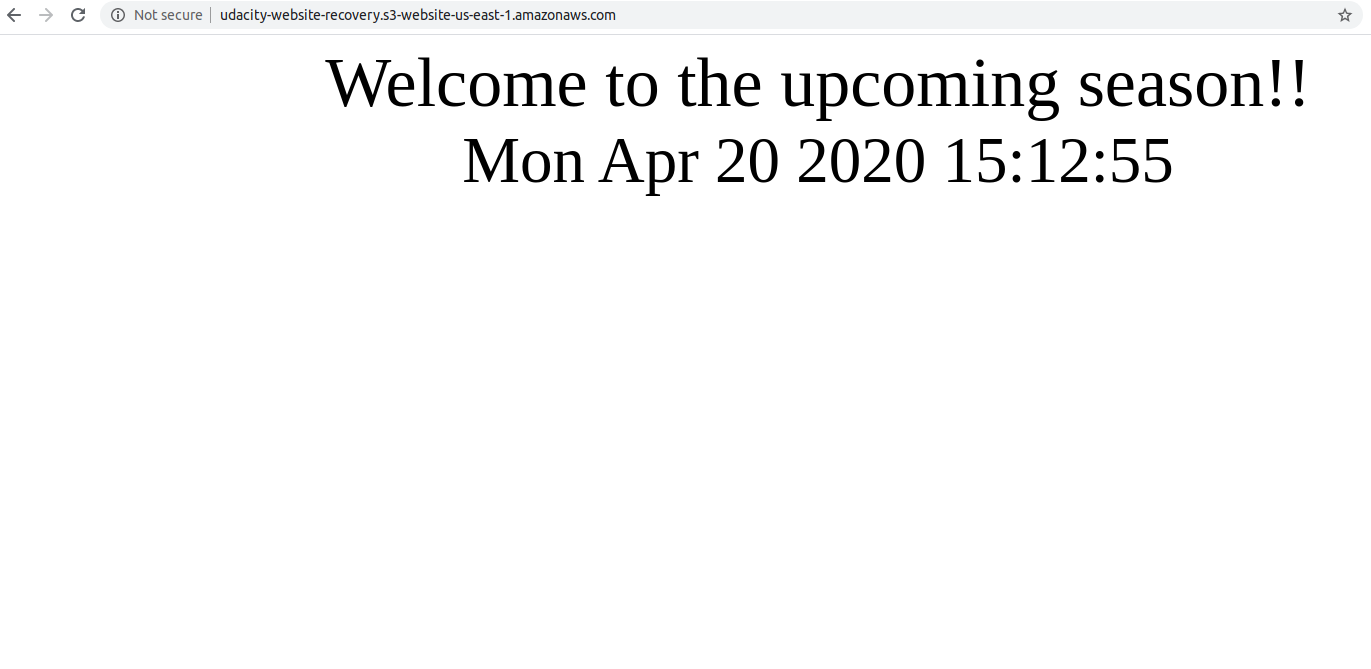 Not secure udacity-website-recovery.s3-website-us-east-1.amazonaws.com
Welcome to the upcoming season!!
Mon Apr 20 2020 15:12:55